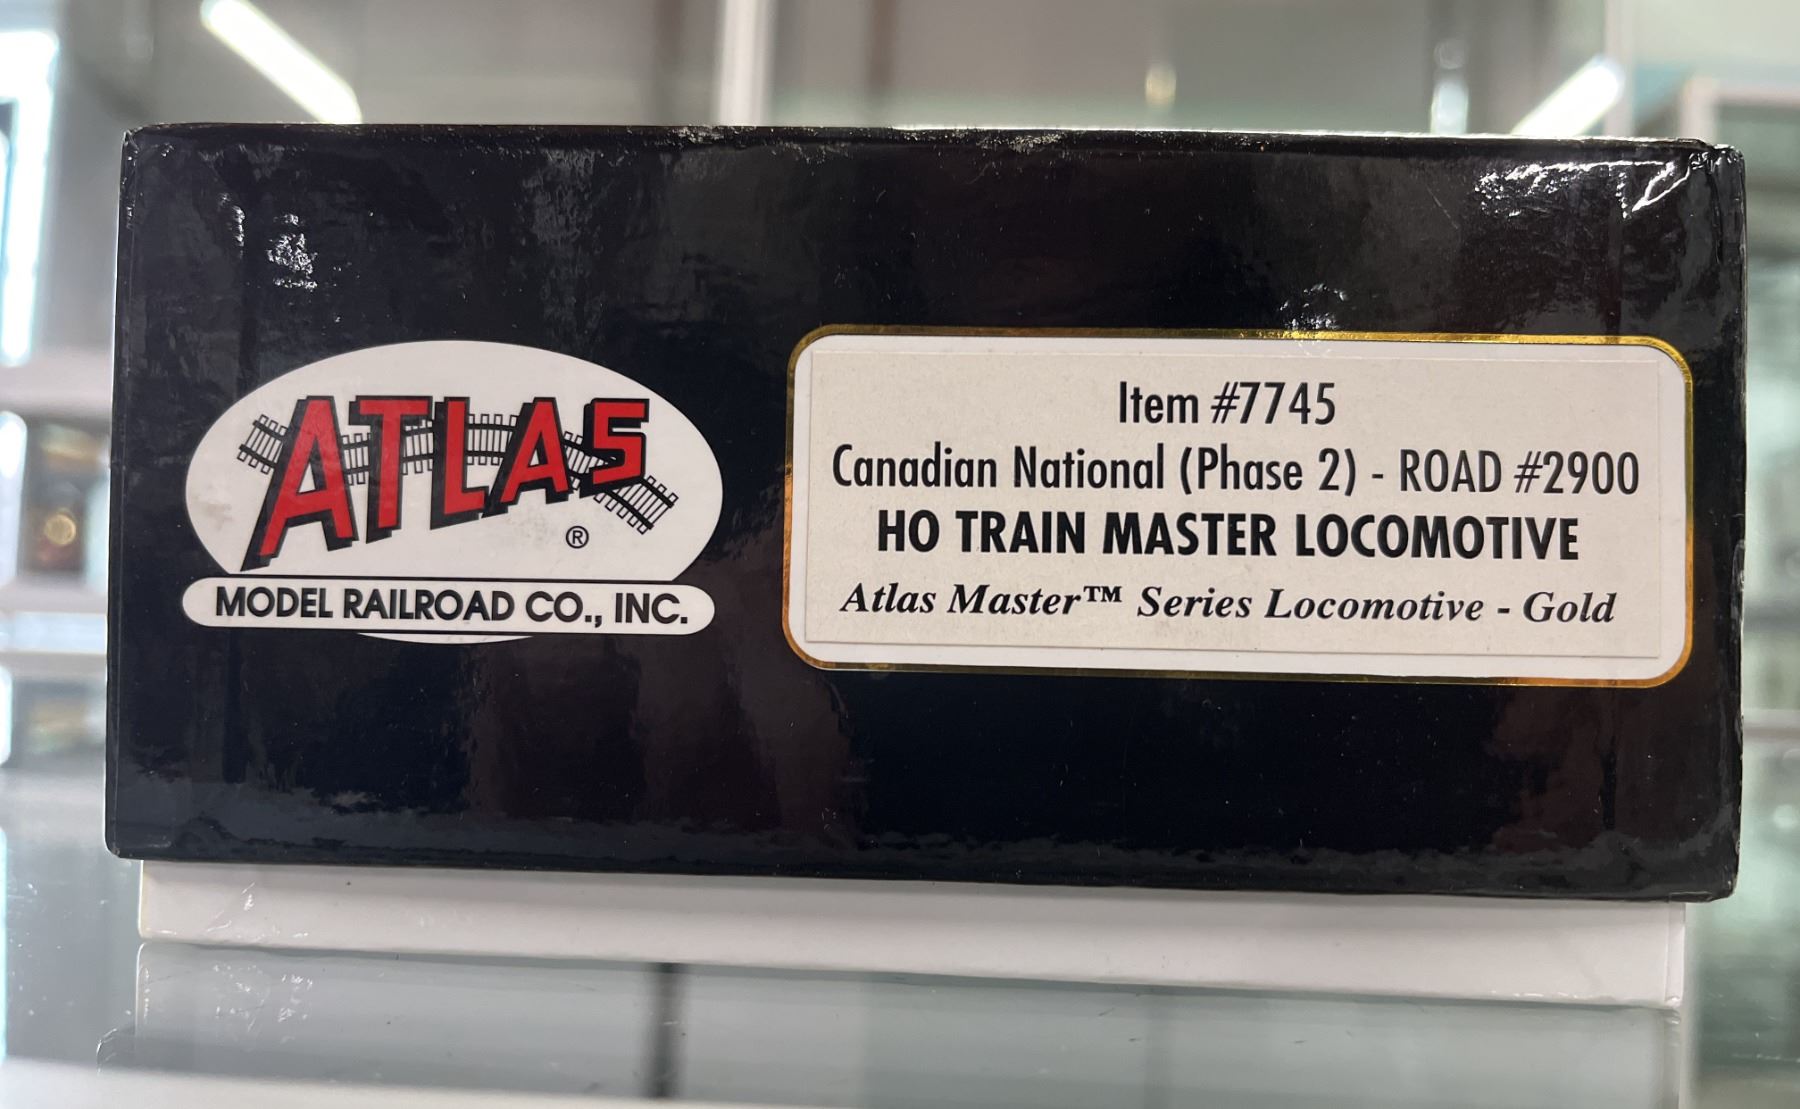 ATLAS
®
MODEL RAILROAD CO., INC.
Item #7745
Canadian National (Phase 2) - ROAD #2900
HO TRAIN MASTER LOCOMOTIVE
Atlas Master™ Series Locomotive - Gold